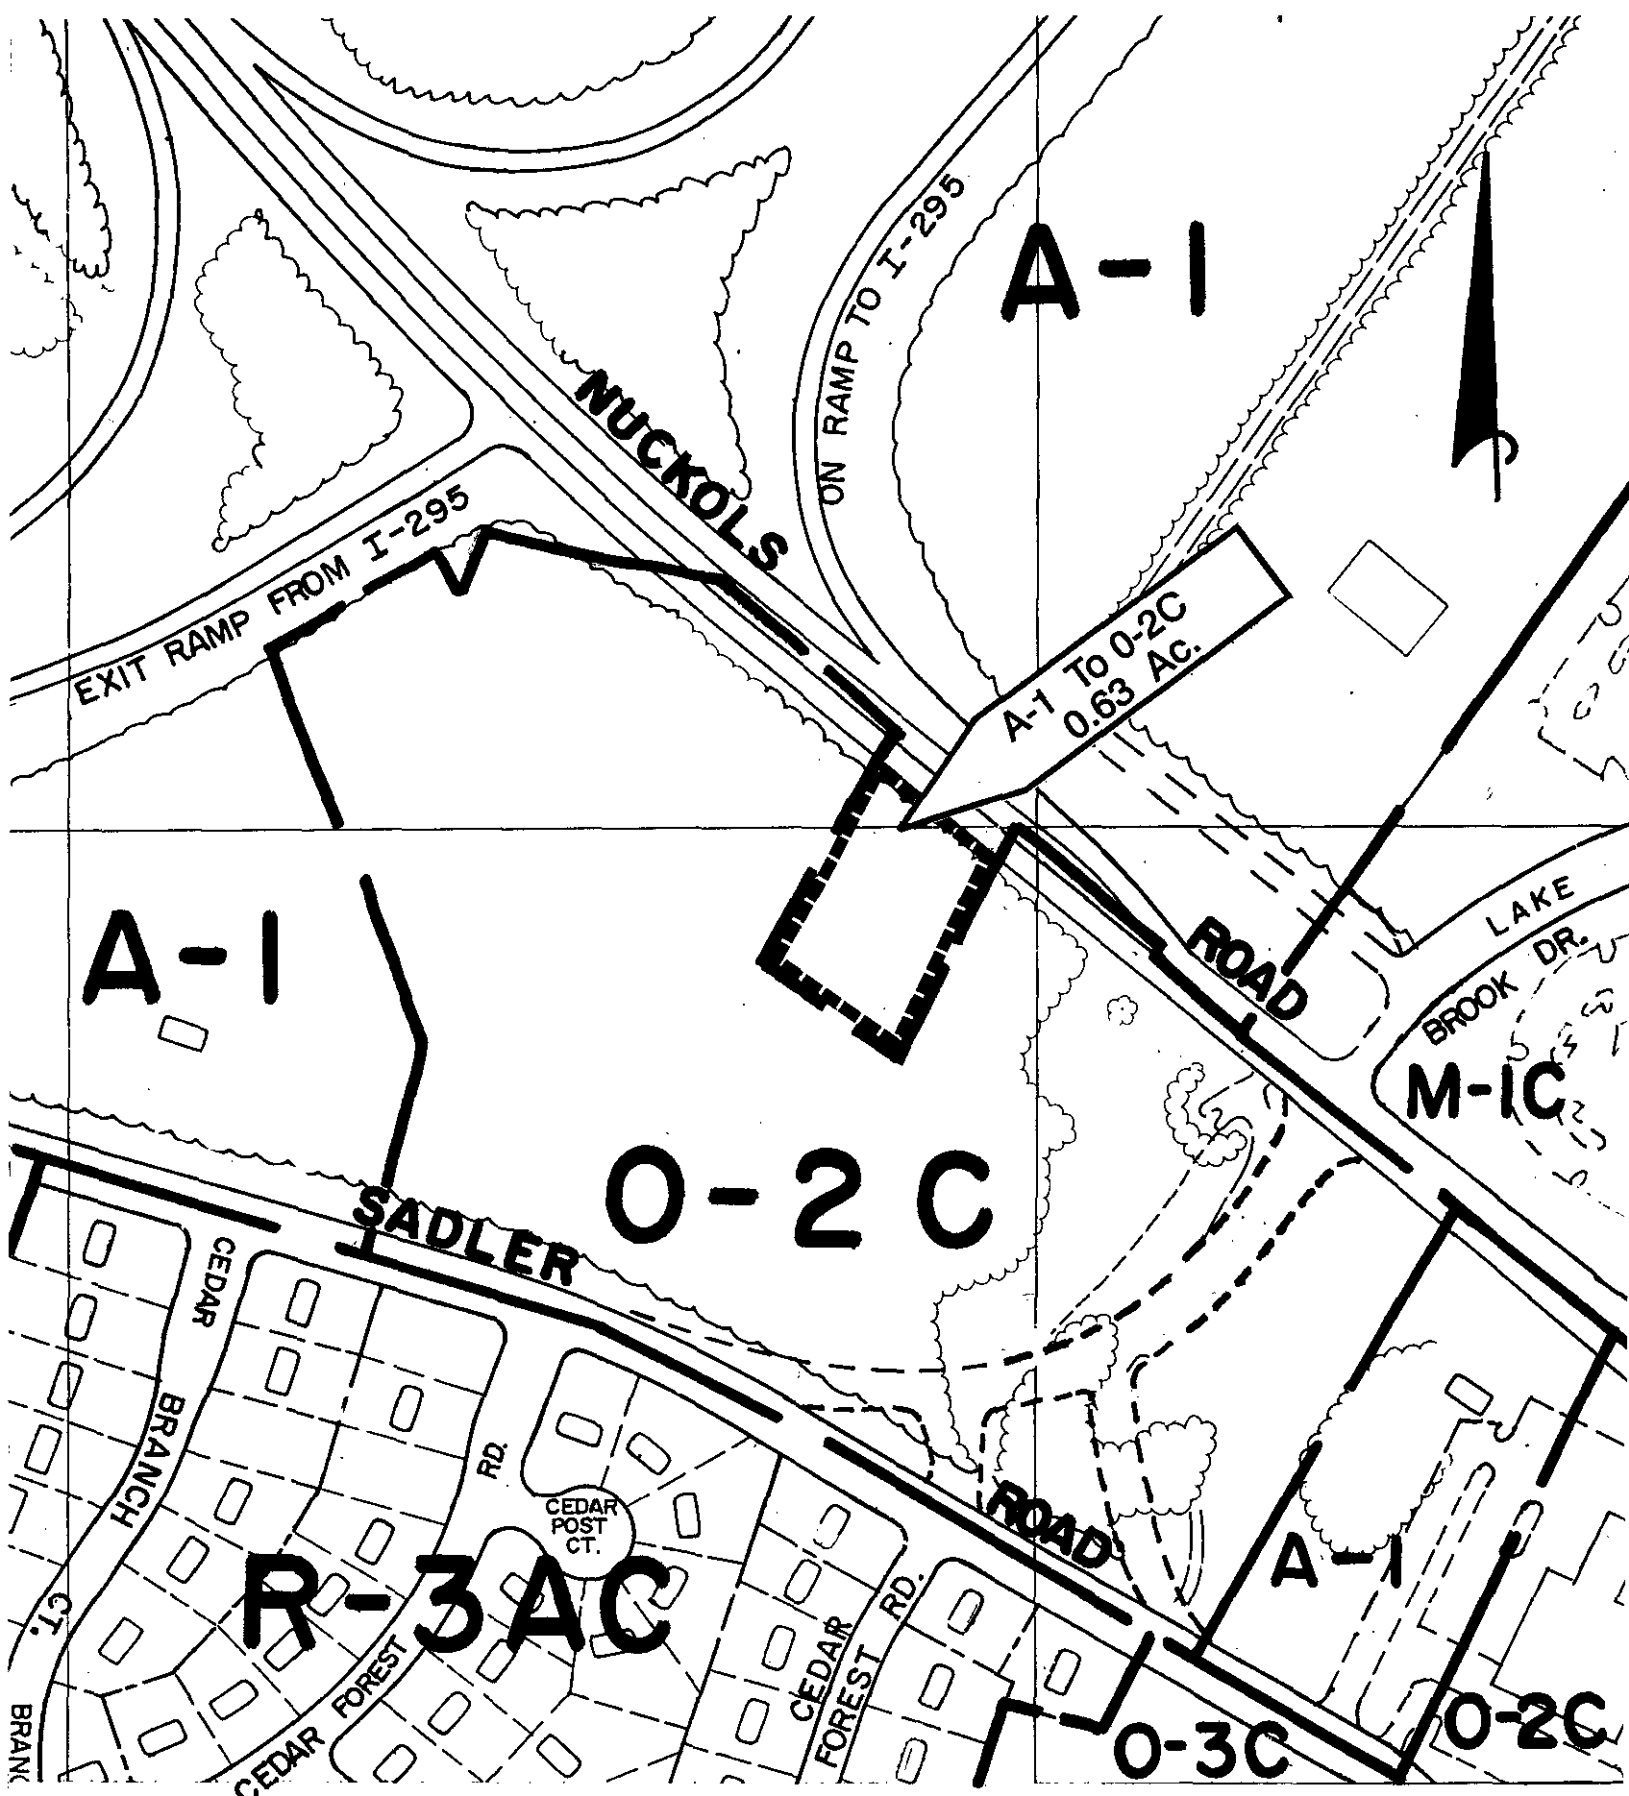 A-1
ON RAMP TO I-295
NUCKOLS
EXIT RAMP FROM I-295
A-1 To O-2C
0.63 Ac.
LAKE
BROOK DR.
ROAD
A-1
M-1C
O-2C
SADLER
CEDAR
BRANCH
CT.
RD.
CEDAR
POST
CT.
ROAD
A-1
R-3AC
CEDAR
FOREST
RD.
CEDAR FOREST
BRANC
O-3C
O-2C